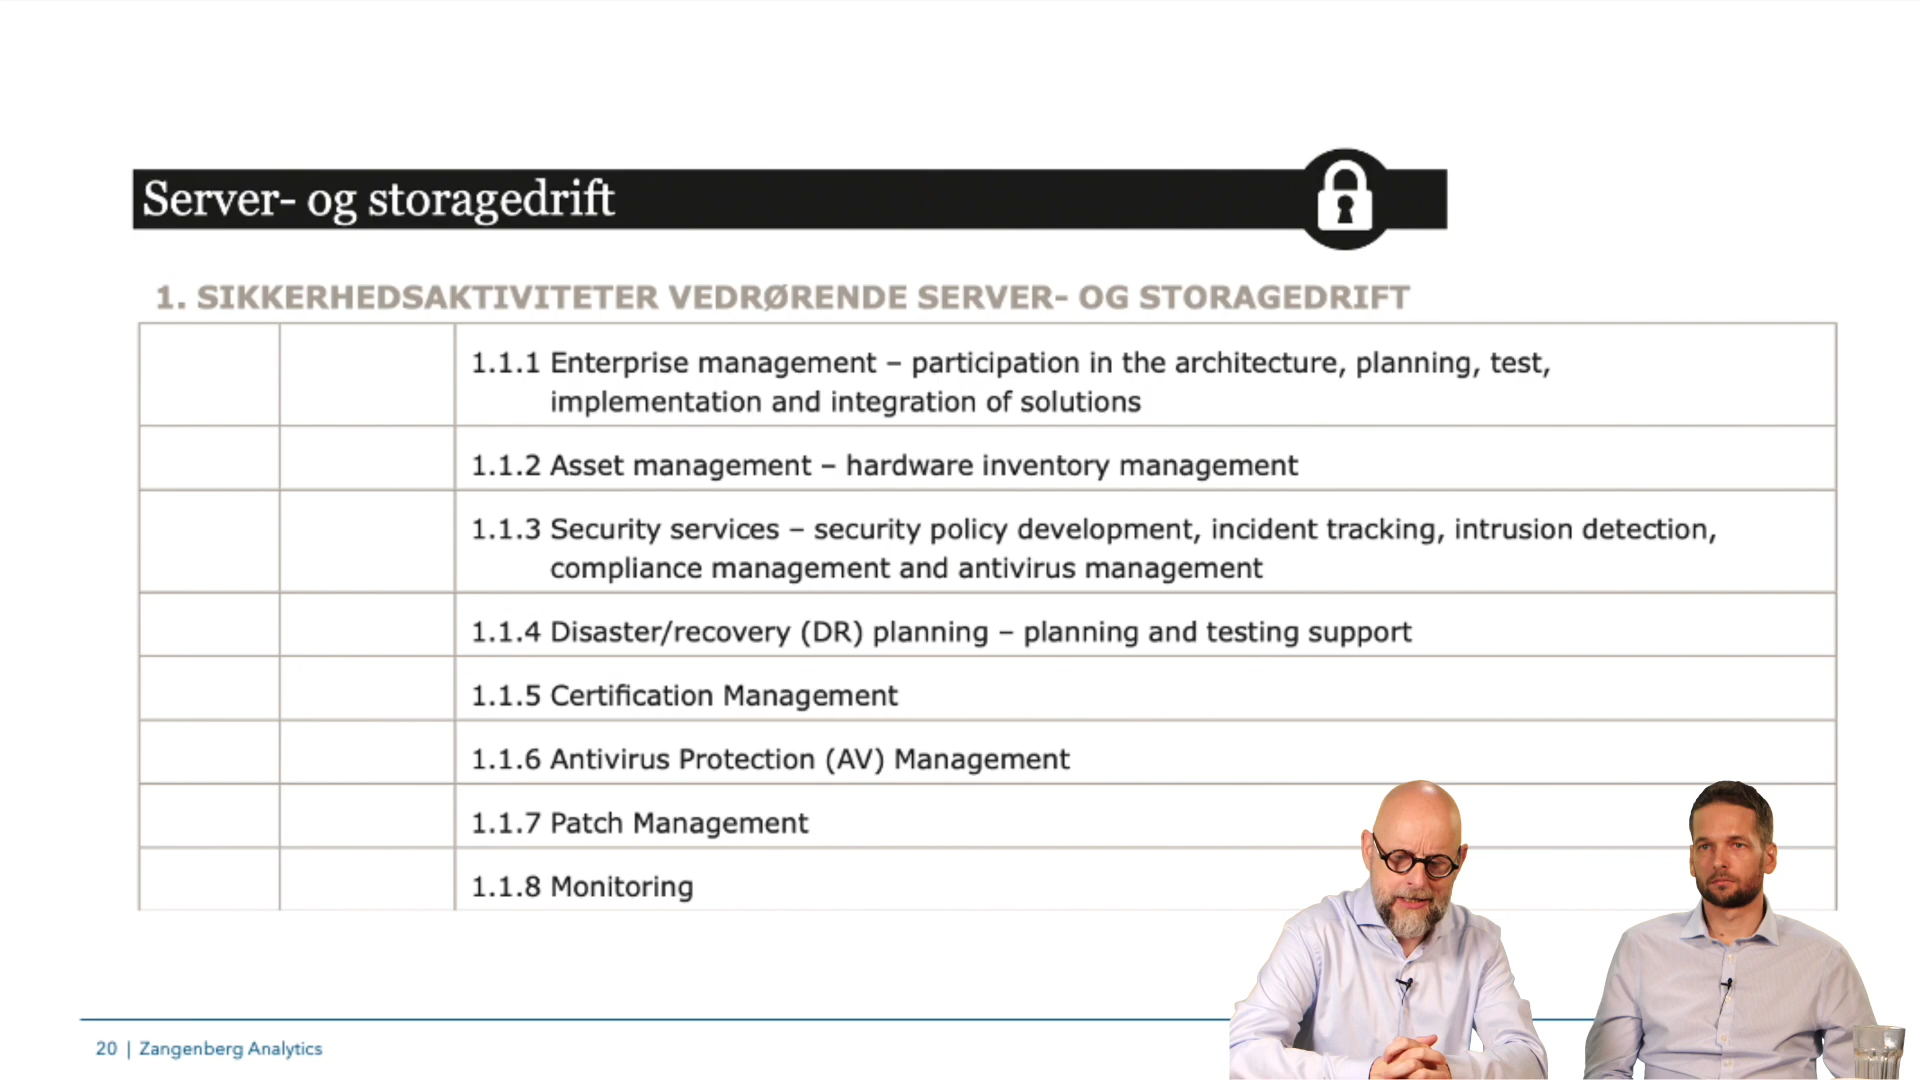 Server- og storagedrift
1. SIKKERHEDSAKTIVITETER VEDRØRENDE SERVER- OG STORAGEDRIFT
1.1.1 Enterprise management – participation in the architecture, planning, test,
implementation and integration of solutions
1.1.2 Asset management – hardware inventory management
1.1.3 Security services – security policy development, incident tracking, intrusion detection,
compliance management and antivirus management
1.1.4 Disaster/recovery (DR) planning – planning and testing support
1.1.5 Certification Management
1.1.6 Antivirus Protection (AV) Management
1.1.7 Patch Management
1.1.8 Monitoring
20 | Zangenberg Analytics